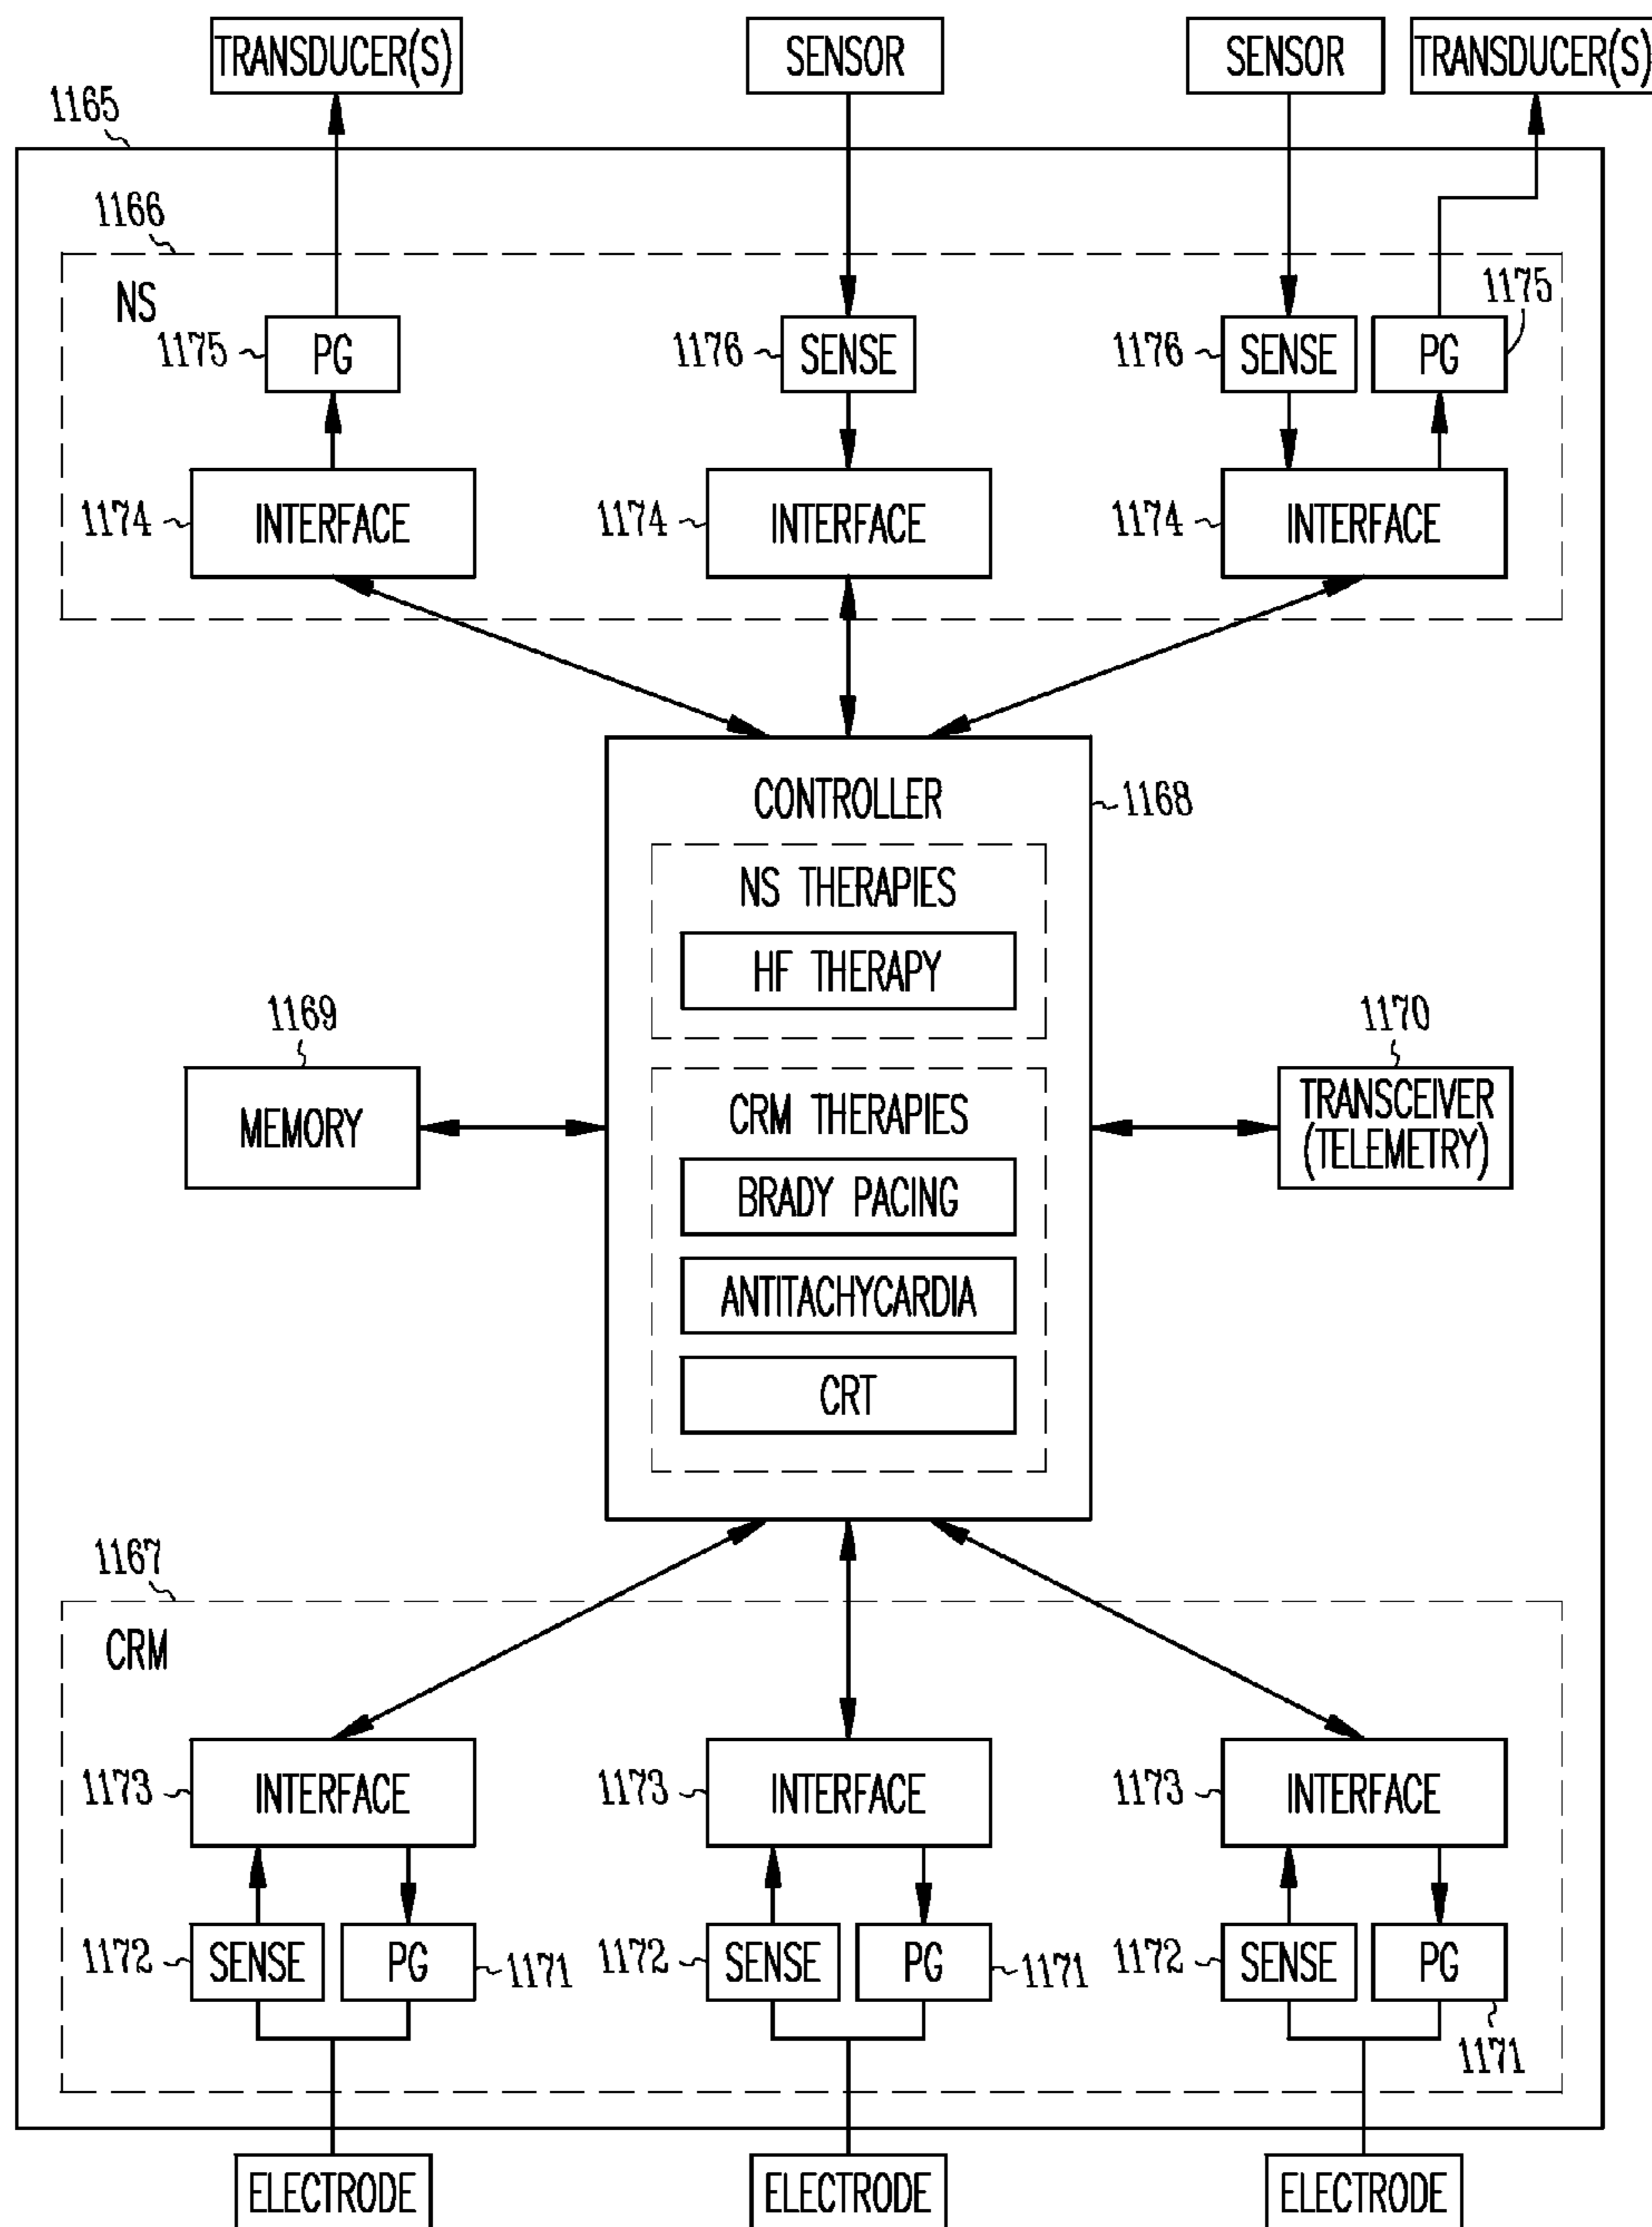 TRANSDUCER(S)
SENSOR
SENSOR
TRANSDUCER(S)
1165
1166
NS
1175
PG
1176
SENSE
1176
SENSE
PG
1175
1174
INTERFACE
1174
INTERFACE
1174
INTERFACE
CONTROLLER
1168
NS THERAPIES
HF THERAPY
1169
MEMORY
1170
TRANSCEIVER
(TELEMETRY)
CRM THERAPIES
BRADY PACING
ANTITACHYCARDIA
CRT
1167
CRM
1173
INTERFACE
1173
INTERFACE
1173
INTERFACE
1172
SENSE
PG
1171
1172
SENSE
PG
1171
1172
SENSE
PG
1171
ELECTRODE
ELECTRODE
ELECTRODE